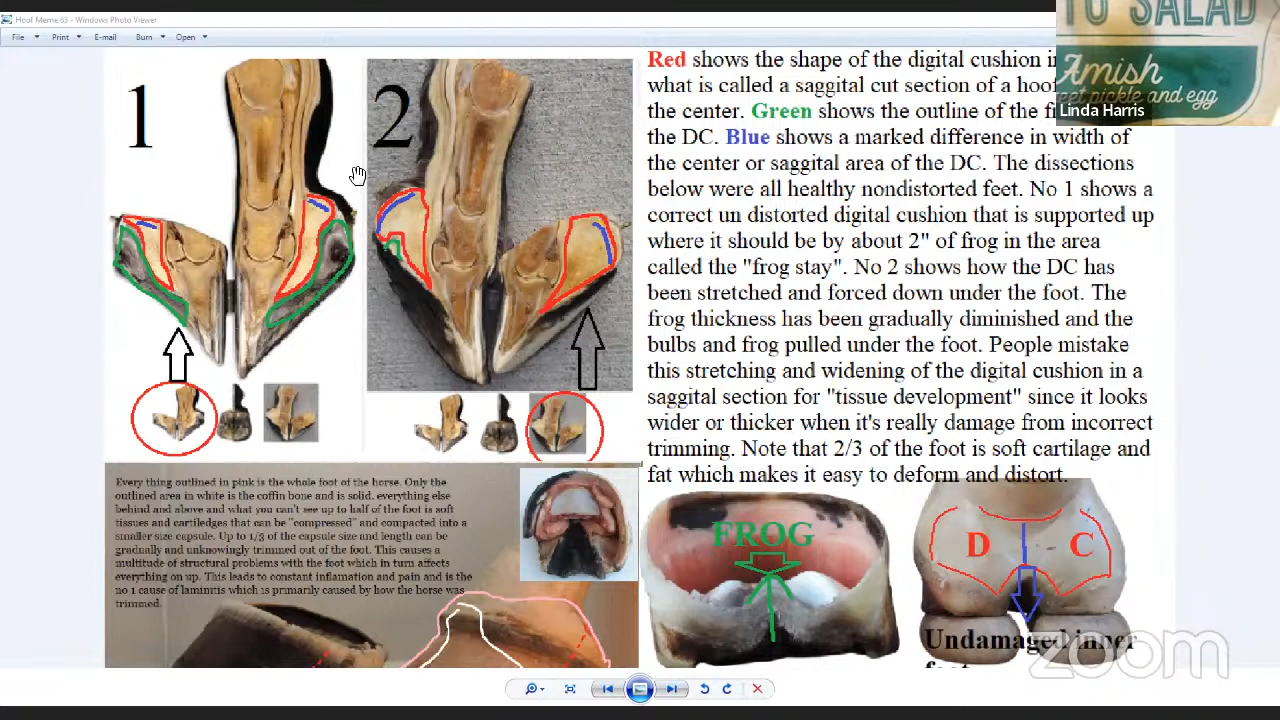 Hoof Meme 63 - Windows Photo Viewer
File Print E-mail Burn Open
TO SALAD
Amish
and egg
Linda Harris
1
2
Red shows the shape of the digital cushion in
what is called a saggital cut section of a hoof
the center. Green shows the outline of the
the DC. Blue shows a marked difference in width of
the center or saggital area of the DC. The dissections
below were all healthy nondistorted feet. No 1 shows a
correct un distorted digital cushion that is supported up
where it should be by about 2" of frog in the area
called the "frog stay". No 2 shows how the DC has
been stretched and forced down under the foot. The
frog thickness has been gradually diminished and the
bulbs and frog pulled under the foot. People mistake
this stretching and widening of the digital cushion in a
saggital section for "tissue development" since it looks
wider or thicker when it's really damage from incorrect
trimming. Note that 2/3 of the foot is soft cartilage and
fat which makes it easy to deform and distort.
Every thing outlined in pink is the whole foot of the horse. Only the
outlined area in white is the coffin bone and is solid. everything else
behind and above and what you can't see up to half of the foot is soft
tissues and cartiledges that can be "compressed" and compacted into a
smaller size capsule. Up to 1/3 of the capsule size and length can be
gradually and unknowingly trimmed out of the foot. This causes a
multitude of structural problems with the foot which in turn affects
everything on up. This leads to constant inflamation and pain and is the
no 1 cause of laminitis which is primarily caused by how the horse was
trimmed.
FROG
D C
Undamaged inner
zoom